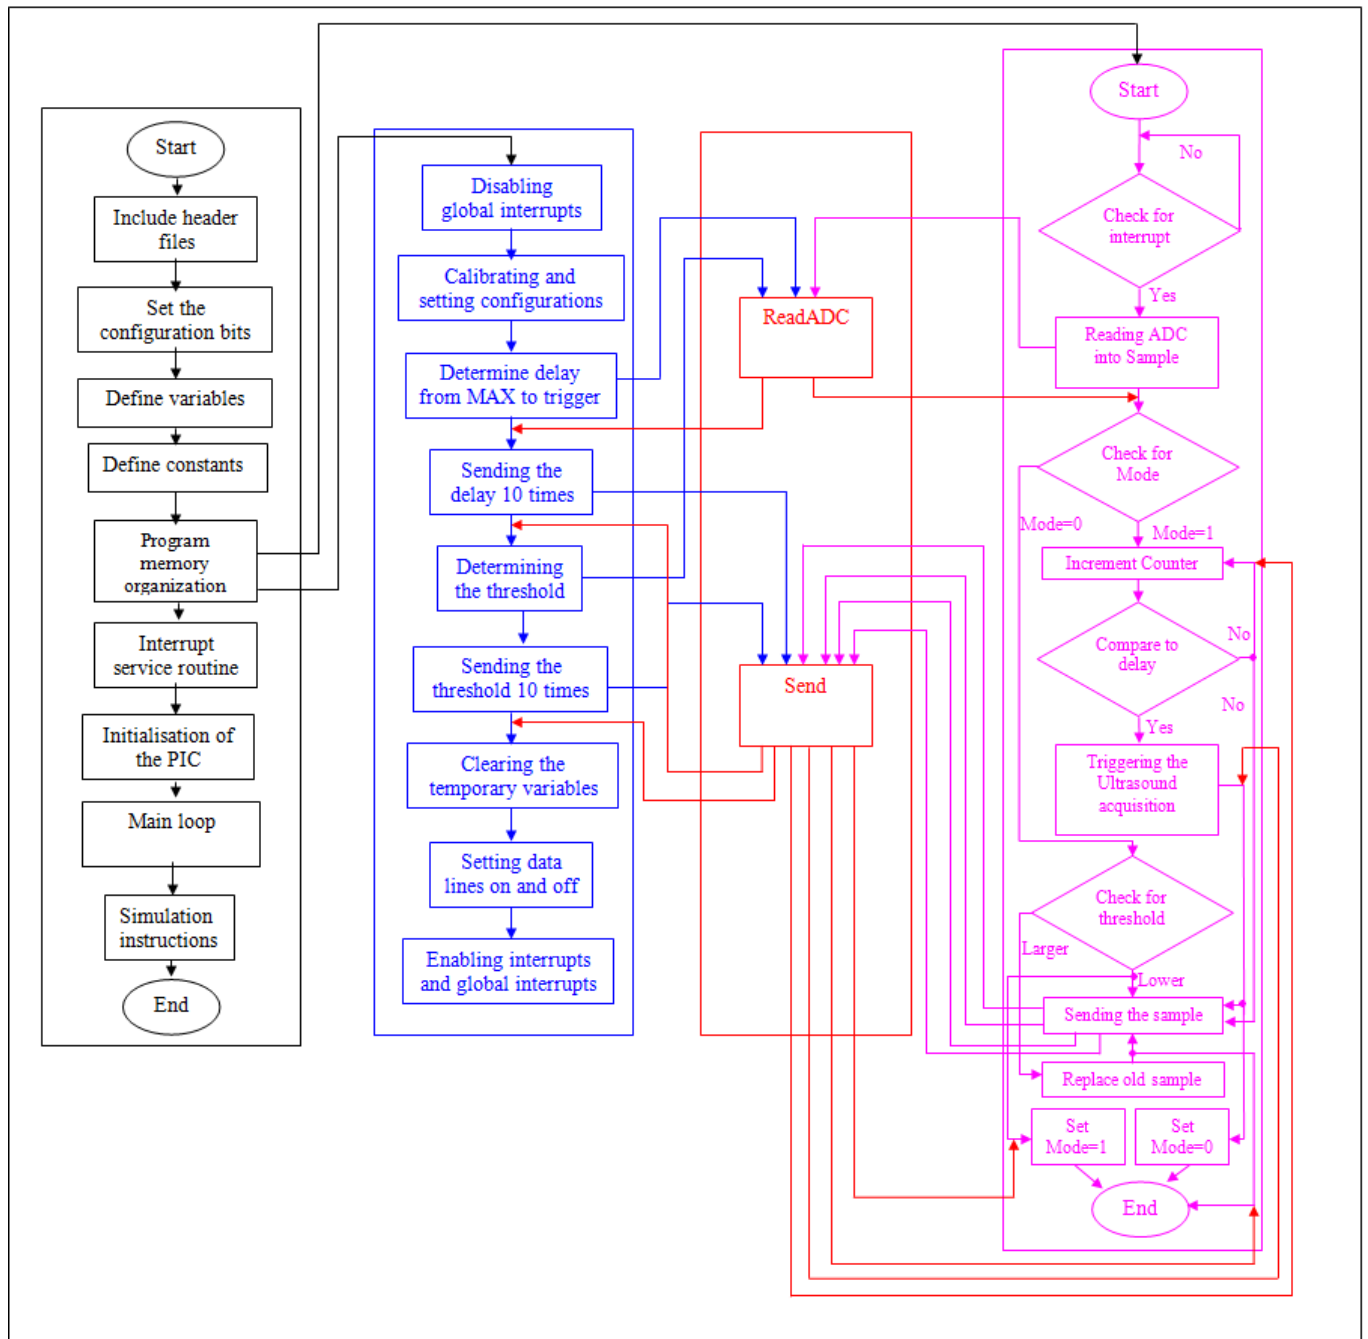 Start
Include header
files
Set the
configuration bits
Define variables
Define constants
Program
memory
organization
Interrupt
service routine
Initialisation of
the PIC
Main loop
Simulation
instructions
End
Disabling
global interrupts
Calibrating and
setting configurations
Determine delay
from MAX to trigger
Sending the
delay 10 times
Determining
the threshold
Sending the
threshold 10 times
Clearing the
temporary variables
Setting data
lines on and off
Enabling interrupts
and global interrupts
ReadADC
Send
Start
No
Check for
interrupt
Yes
Reading ADC
into Sample
Check for
Mode
Mode=0
Mode=1
Increment Counter
Compare to
delay
No
No
Yes
Triggering the
Ultrasound
acquisition
Check for
threshold
Larger
Lower
Sending the sample
Replace old sample
Set
Mode=1
Set
Mode=0
End